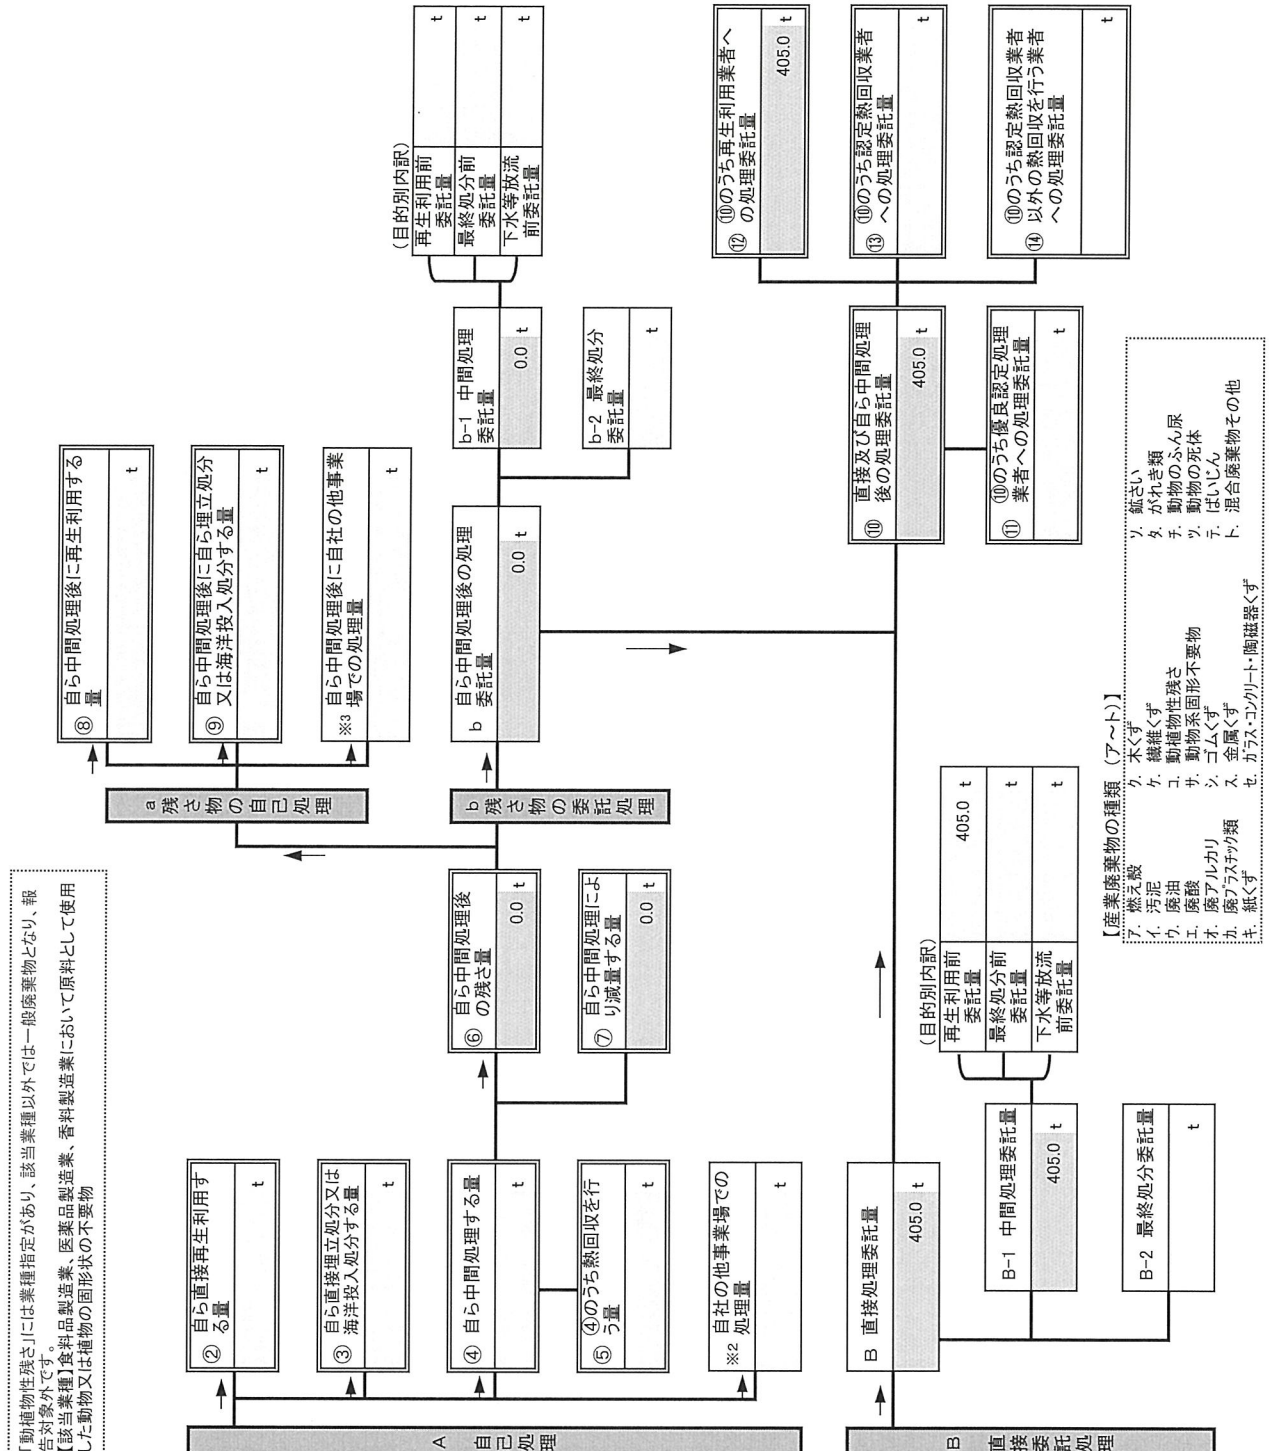 「動植物性残さ」には業種指定があり、該当業種以外では一般廃棄物となり、報
告対象外です。
【該当業種】食料品製造業、医薬品製造業、香料製造業において原料として使用
した動物又は植物の固形状の不要物
A 自己処理
② 自ら直接再生利用す
る量
t
③ 自ら直接埋立処分又は
海洋投入処分する量
t
④ 自ら中間処理する量
t
⑤ ④のうち熱回収を行
う量
t
※2 自社の他事業場での
処理量
t
⑥ 自ら中間処理後
の残さ量
0.0 t
⑦ 自ら中間処理によ
り減量する量
0.0 t
a 残さ物の自己処理
⑧ 自ら中間処理後に再生利用する
量
t
⑨ 自ら中間処理後に自ら埋立処分
又は海洋投入処分する量
t
※3 自ら中間処理後に自社の他事業
場での処理量
t
b 残さ物の委託処理
b 自ら中間処理後の処理
委託量
0.0 t
b-1 中間処理
委託量
0.0 t
b-2 最終処分
委託量
t
(目的別内訳)
再生利用前
委託量
t
最終処分前
委託量
t
下水等放流
前委託量
t
B 直接委託処理
B 直接処理委託量
405.0 t
B-1 中間処理委託量
405.0 t
B-2 最終処分委託量
t
(目的別内訳)
再生利用前
委託量
405.0 t
最終処分前
委託量
t
下水等放流
前委託量
t
⑩ 直接及び自ら中間処理
後の処理委託量
405.0 t
⑪ ⑩のうち優良認定処理
業者への処理委託量
t
⑫ ⑩のうち再生利用業者へ
の処理委託量
405.0 t
⑬ ⑩のうち認定熱回収業者
への処理委託量
t
⑭ ⑩のうち認定熱回収業者
以外の熱回収を行う業者
への処理委託量
t
【産業廃棄物の種類 (ア～ト)】
ア. 燃え殻
イ. 汚泥
ウ. 廃油
エ. 廃酸
オ. 廃アルカリ
カ. 廃プラスチック類
キ. 紙くず
ク. 木くず
ケ. 繊維くず
コ. 動植物性残さ
サ. 動物系固形不要物
シ. ゴムくず
ス. 金属くず
セ. ガラス・コンクリート・陶磁器くず
ソ. 鉱さい
タ. がれき類
チ. 動物のふん尿
ツ. 動物の死体
テ. ばいじん
ト. 混合廃棄物その他